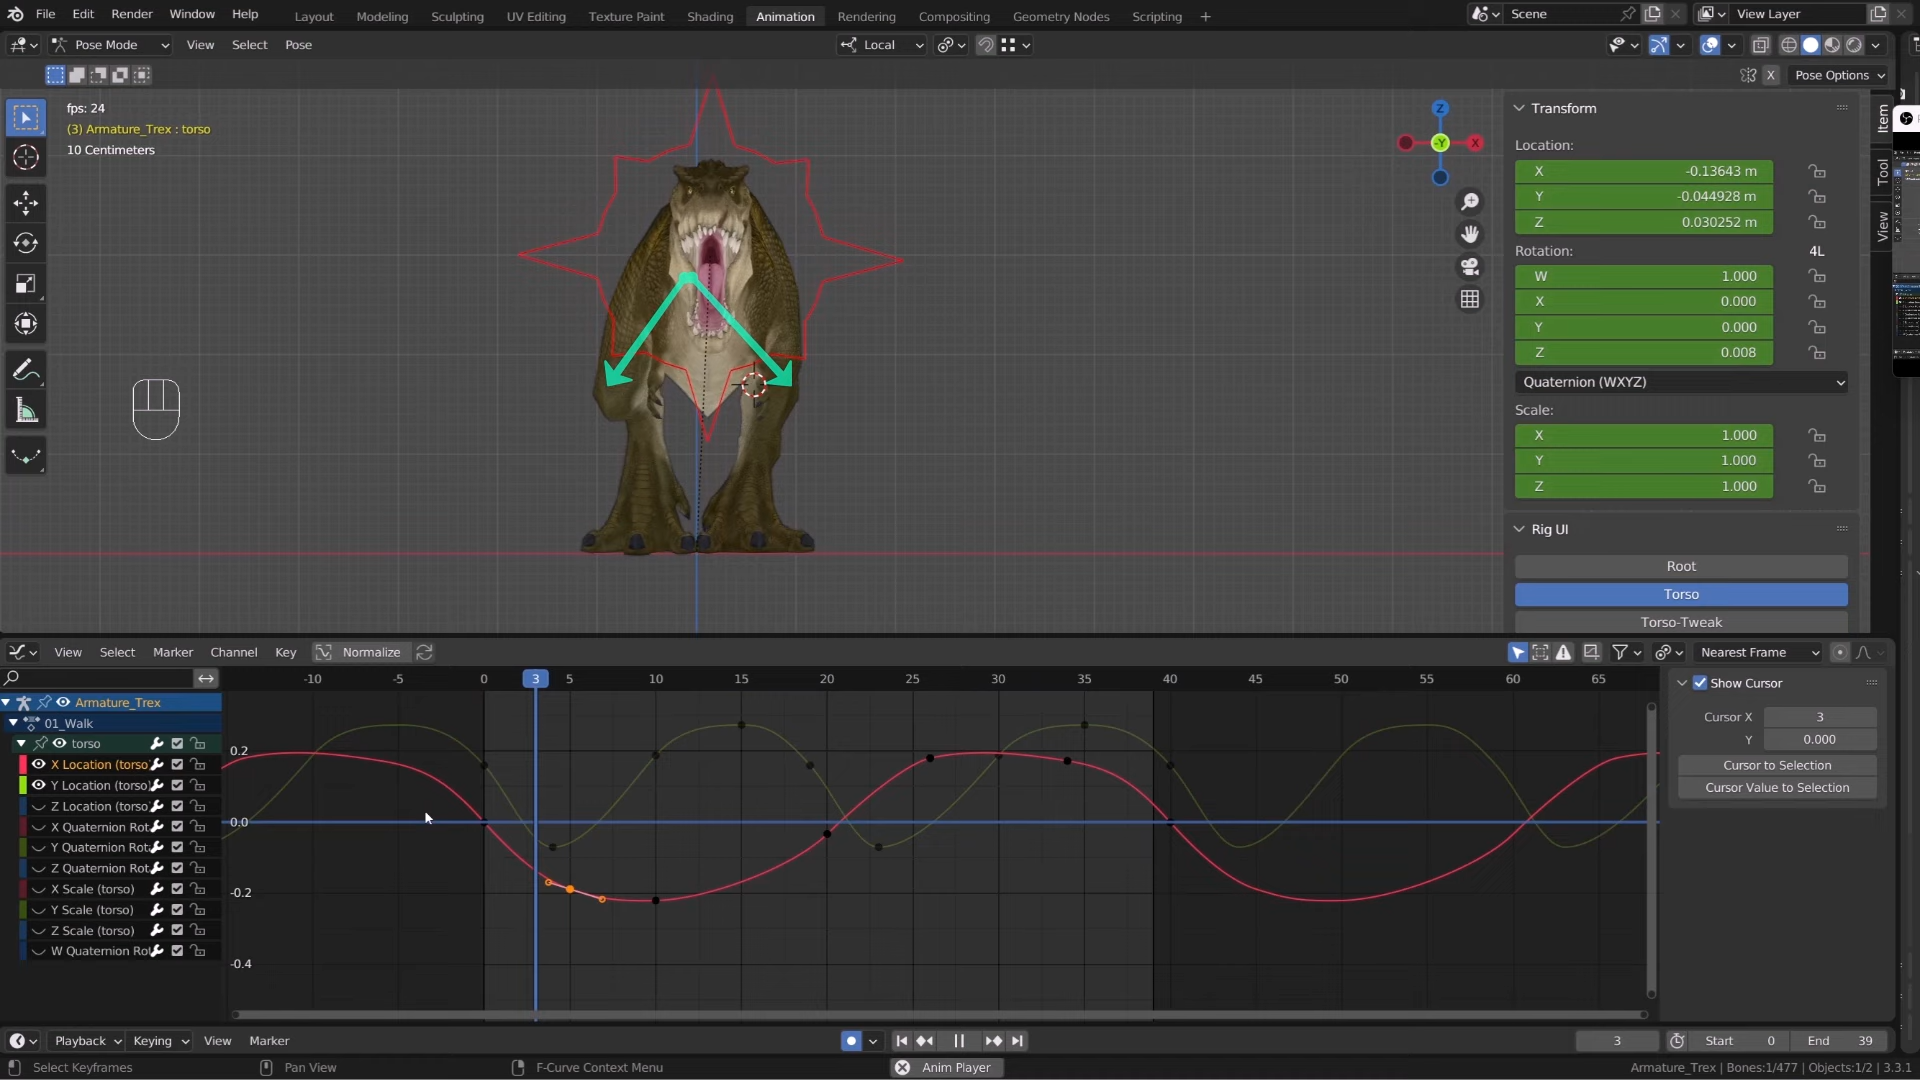 File Edit Render Window Help Layout Modeling Sculpting UV Editing Texture Paint Shading Animation Rendering Compositing Geometry Nodes Scripting + Scene View Layer
Pose Mode View Select Pose Local
X Pose Options
fps: 24
(3) Armature_Trex : torso
10 Centimeters
Z
-Y
X
Transform
Location:
X -0.13643 m
Y -0.044928 m
Z 0.030252 m
Rotation: 4L
W 1.000
X 0.000
Y 0.000
Z 0.008
Quaternion (WXYZ)
Scale:
X 1.000
Y 1.000
Z 1.000
Rig UI
Root
Torso
Torso-Tweak
Item
Tool
View
View Select Marker Channel Key Normalize Nearest Frame
-10 -5 0 3 5 10 15 20 25 30 35 40 45 50 55 60 65
Armature_Trex
01_Walk
torso
X Location (torso)
Y Location (torso)
Z Location (torso)
X Quaternion Rot
Y Quaternion Rot
Z Quaternion Rot
X Scale (torso)
Y Scale (torso)
Z Scale (torso)
W Quaternion Rot
0.2
0.0
-0.2
-0.4
Show Cursor
Cursor X 3
Y 0.000
Cursor to Selection
Cursor Value to Selection
Playback Keying View Marker 3 Start 0 End 39
Select Keyframes Pan View F-Curve Context Menu Anim Player Armature_Trex | Bones:1/477 | Objects:1/2 | 3.3.1